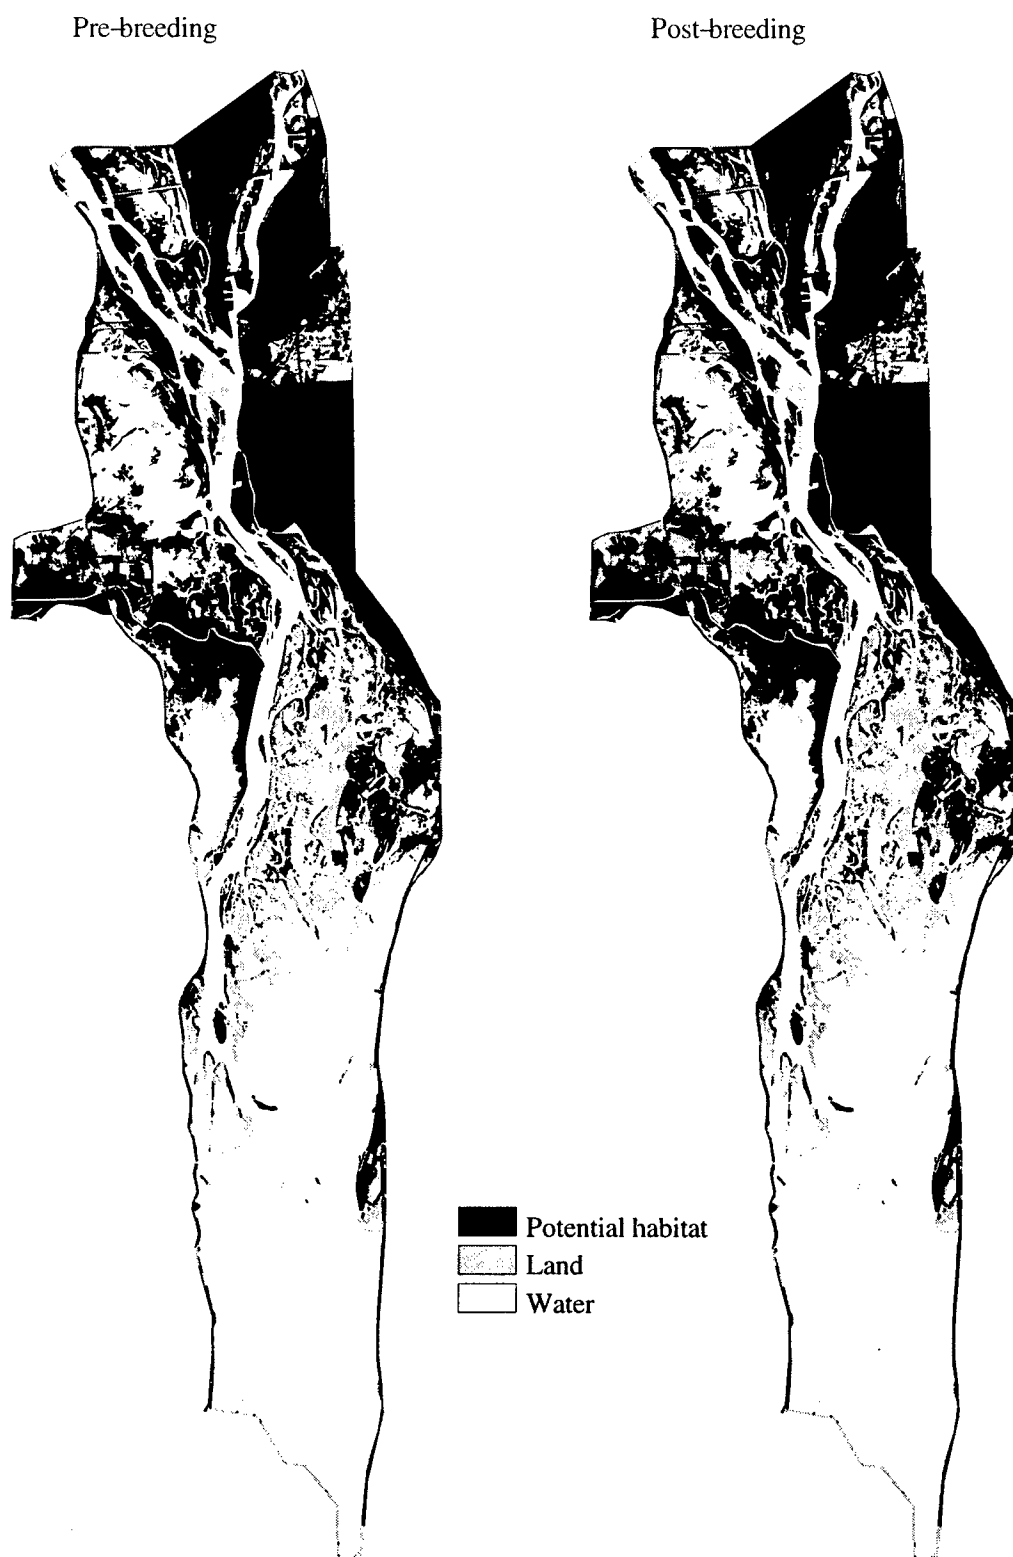 Pre-breeding
Post-breeding
Potential habitat
Land
Water